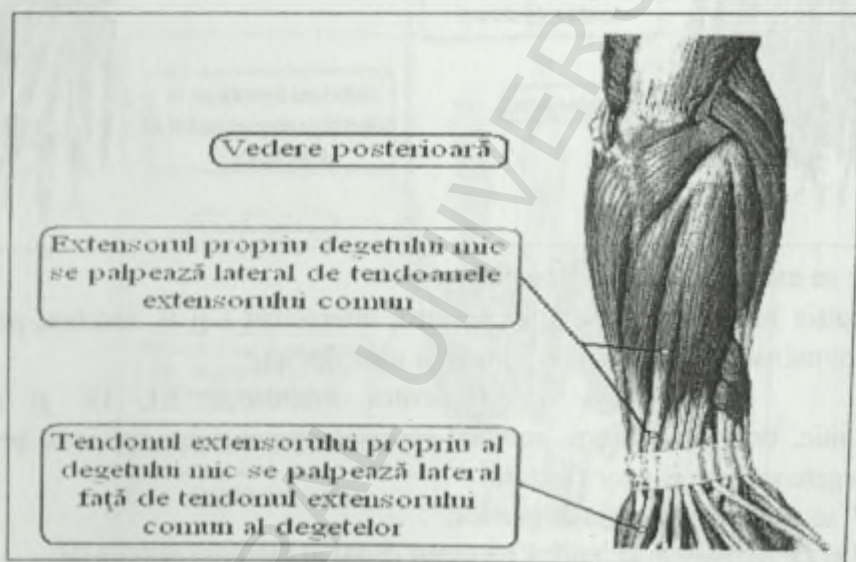 Vedere posterioară
Extensorul propriu degetului mic
se palpează lateral de tendoanele
extensorului comun
Tendonul extensorului propriu al
degetului mic se palpează lateral
față de tendonul extensorului
comun al degetelor